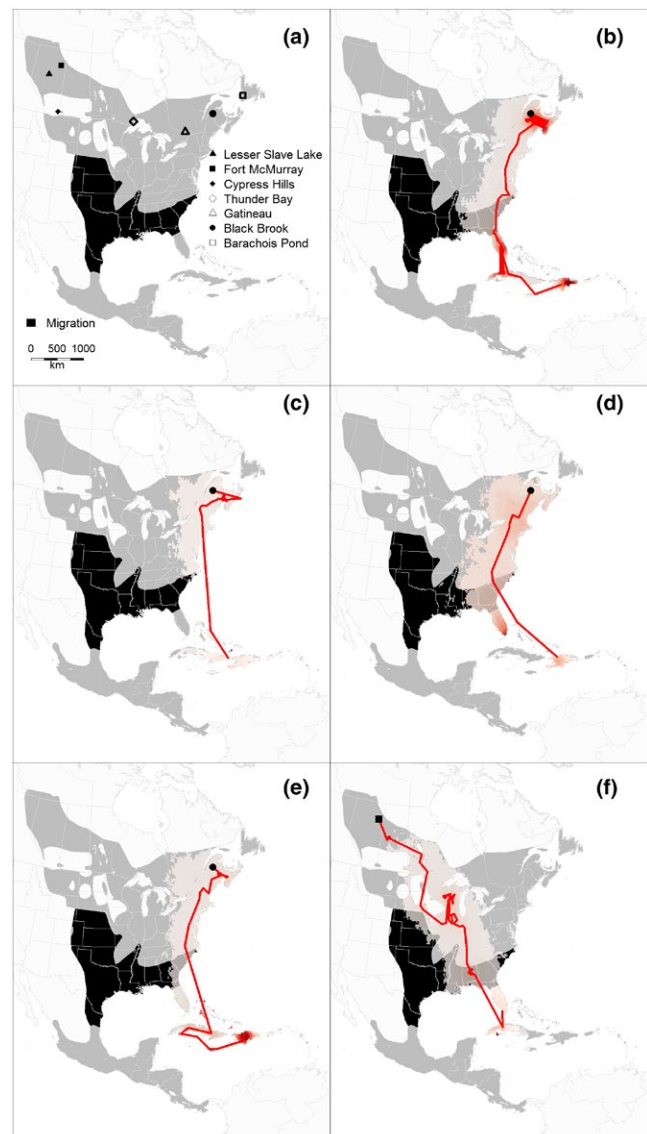 (a)
Lesser Slave Lake
Fort McMurray
Cypress Hills
Thunder Bay
Gatineau
Black Brook
Barachois Pond
Migration
0 500 1000
km
(b)
(c)
(d)
(e)
(f)